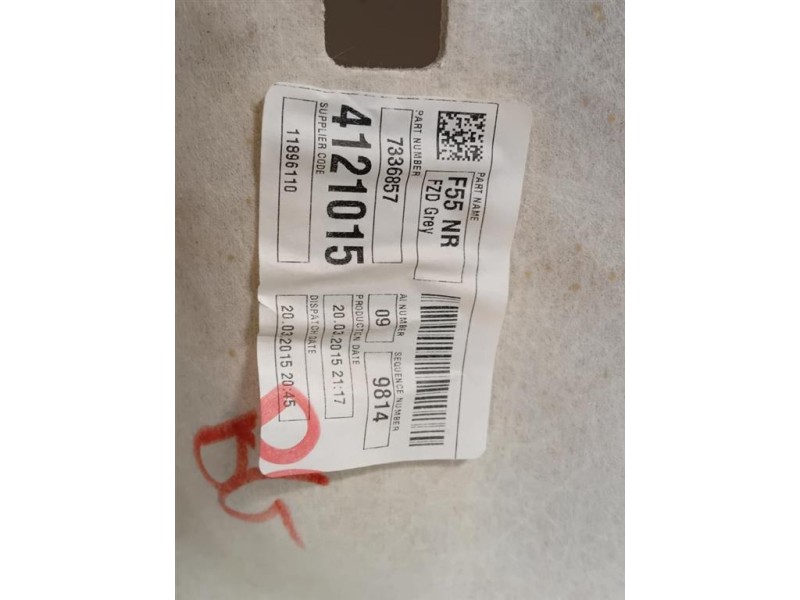 PART NAME
F55 NR
FZD Grey
PART NUMBER
7336857
4121015
SUPPLIER CODE
11896110
AI NUMBER
09
SEQUENCE NUMBER
9814
PRODUCTION DATE
20.03.2015 21:17
DISPATCH DATE
20.03.2015 20:45